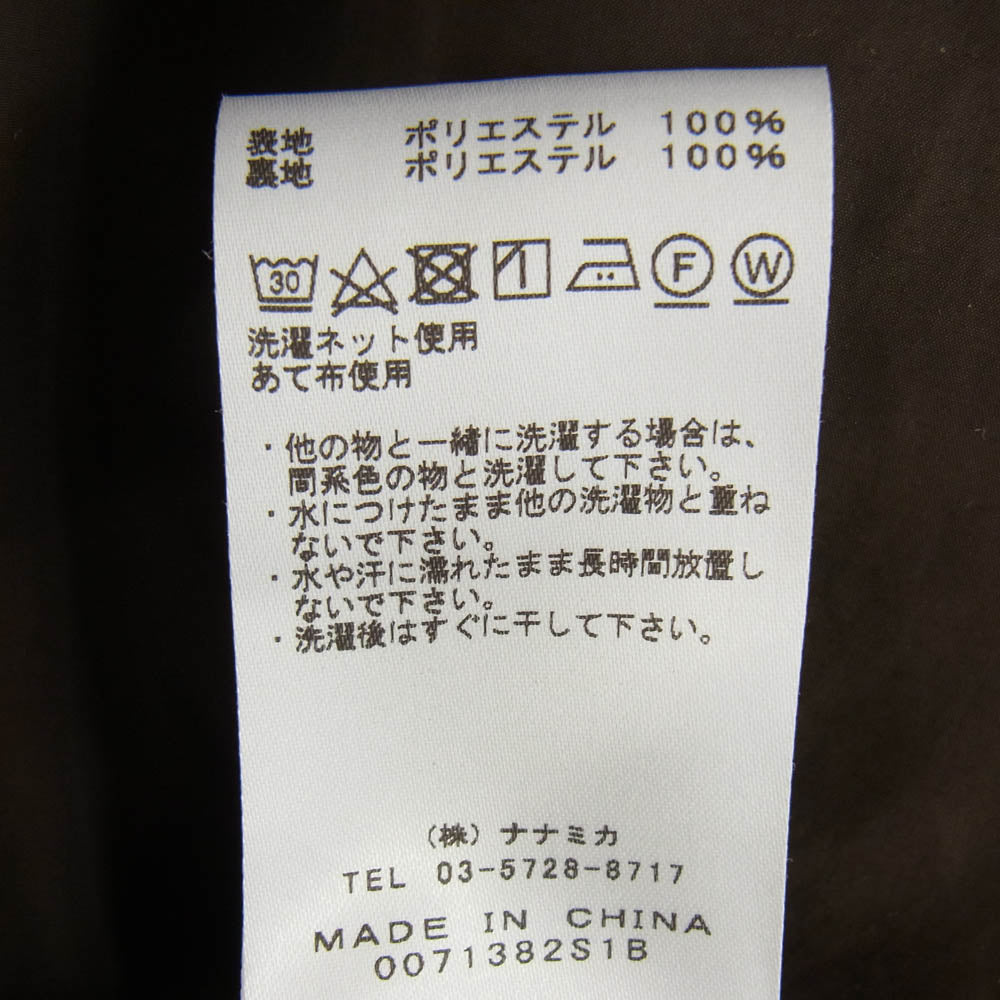 表地 ポリエステル 100%
裏地 ポリエステル 100%
30 F W
洗濯ネット使用
あて布使用
・他の物と一緒に洗濯する場合は、
間系色の物と洗濯して下さい。
・水につけたまま他の洗濯物と重ね
ないで下さい。
・水や汗に濡れたまま長時間放置し
ないで下さい。
・洗濯後はすぐに干して下さい。
(株)ナナミカ
TEL 03-5728-8717
MADE IN CHINA
0071382S1B